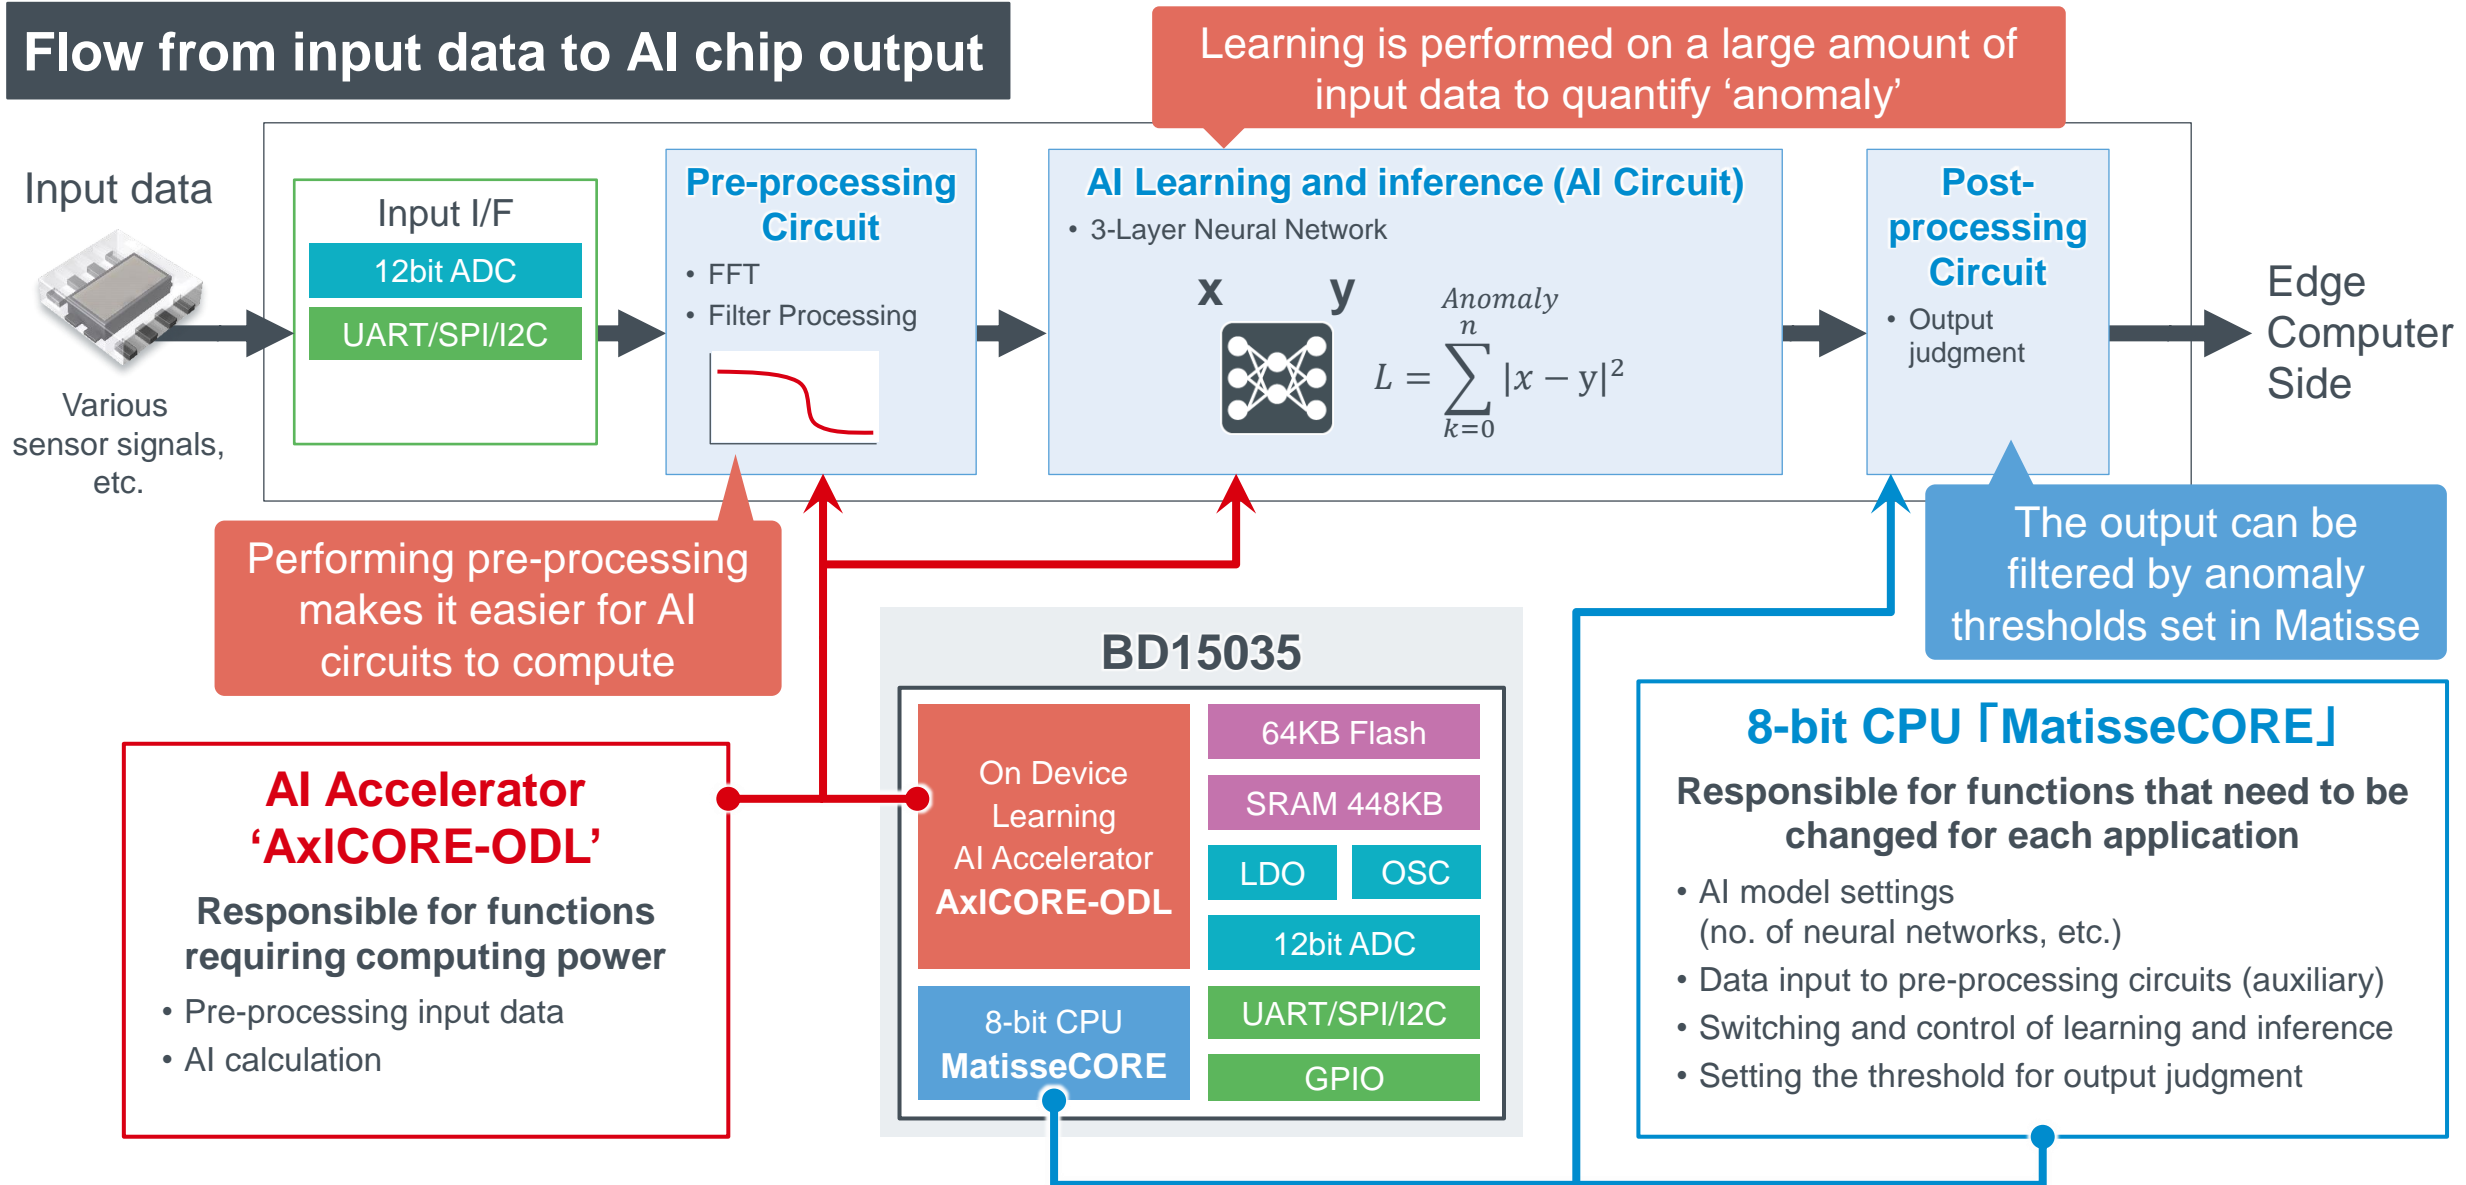 Flow from input data to AI chip output
Learning is performed on a large amount of
input data to quantify ‘anomaly’
Input data
Various
sensor signals,
etc.
Input I/F
12bit ADC
UART/SPI/I2C
Pre-processing
Circuit
• FFT
• Filter Processing
AI Learning and inference (AI Circuit)
• 3-Layer Neural Network
x y
Anomaly
n
L = ∑ |x − y|²
k=0
Post-
processing
Circuit
• Output
judgment
Edge
Computer
Side
Performing pre-processing
makes it easier for AI
circuits to compute
The output can be
filtered by anomaly
thresholds set in Matisse
AI Accelerator
‘AxICORE-ODL’
Responsible for functions
requiring computing power
• Pre-processing input data
• AI calculation
BD15035
On Device
Learning
AI Accelerator
AxICORE-ODL
8-bit CPU
MatisseCORE
64KB Flash
SRAM 448KB
LDO OSC
12bit ADC
UART/SPI/I2C
GPIO
8-bit CPU「MatisseCORE」
Responsible for functions that need to be
changed for each application
• AI model settings
(no. of neural networks, etc.)
• Data input to pre-processing circuits (auxiliary)
• Switching and control of learning and inference
• Setting the threshold for output judgment